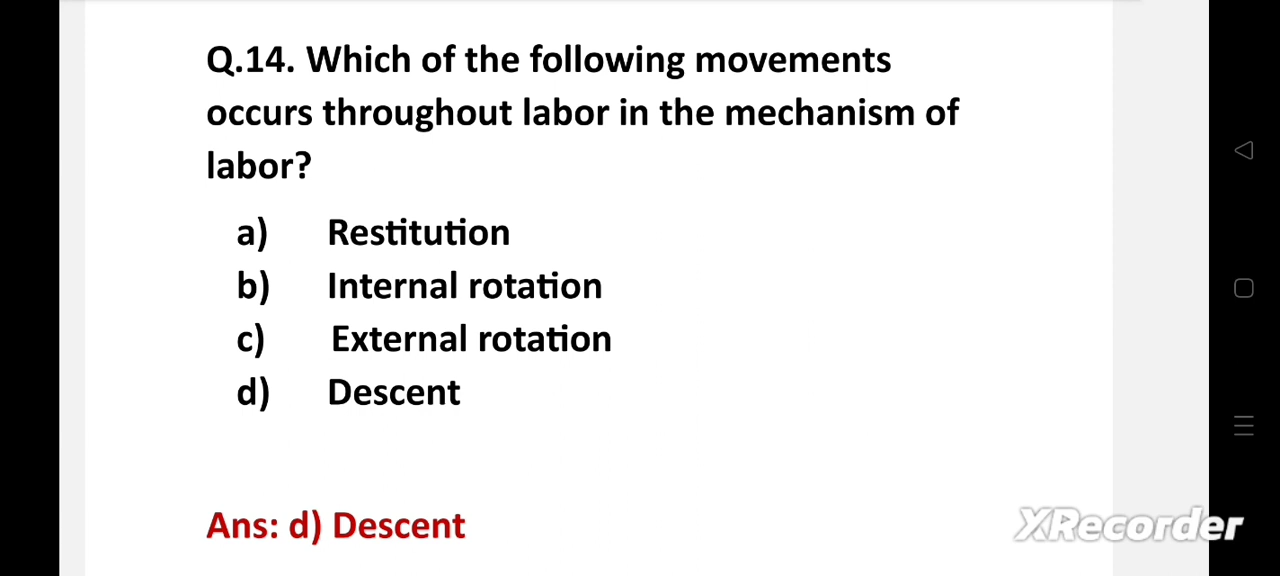 Q.14. Which of the following movements
occurs throughout labor in the mechanism of
labor?
a) Restitution
b) Internal rotation
c) External rotation
d) Descent
Ans: d) Descent
XRecorder